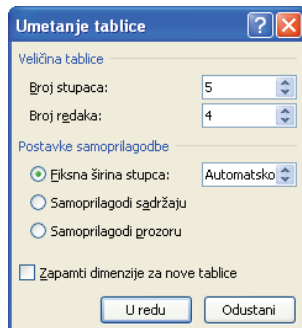 Umetanje tablice
Veličina tablice
Broj stupaca: 5
Broj redaka: 4
Postavke samoprilagodbe
Fiksna širina stupca: Automatsko
Samoprilagodi sadržaju
Samoprilagodi prozoru
Zapamti dimenzije za nove tablice
U redu Odustani